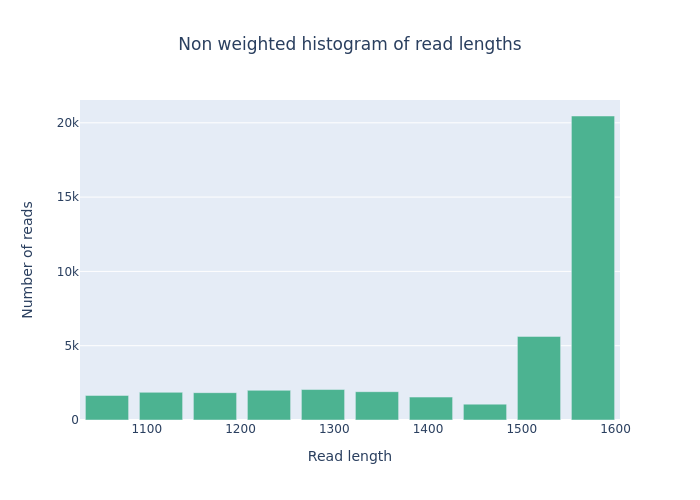 Non weighted histogram of read lengths
Number of reads
20k
15k
10k
5k
0
1100 1200 1300 1400 1500 1600
Read length